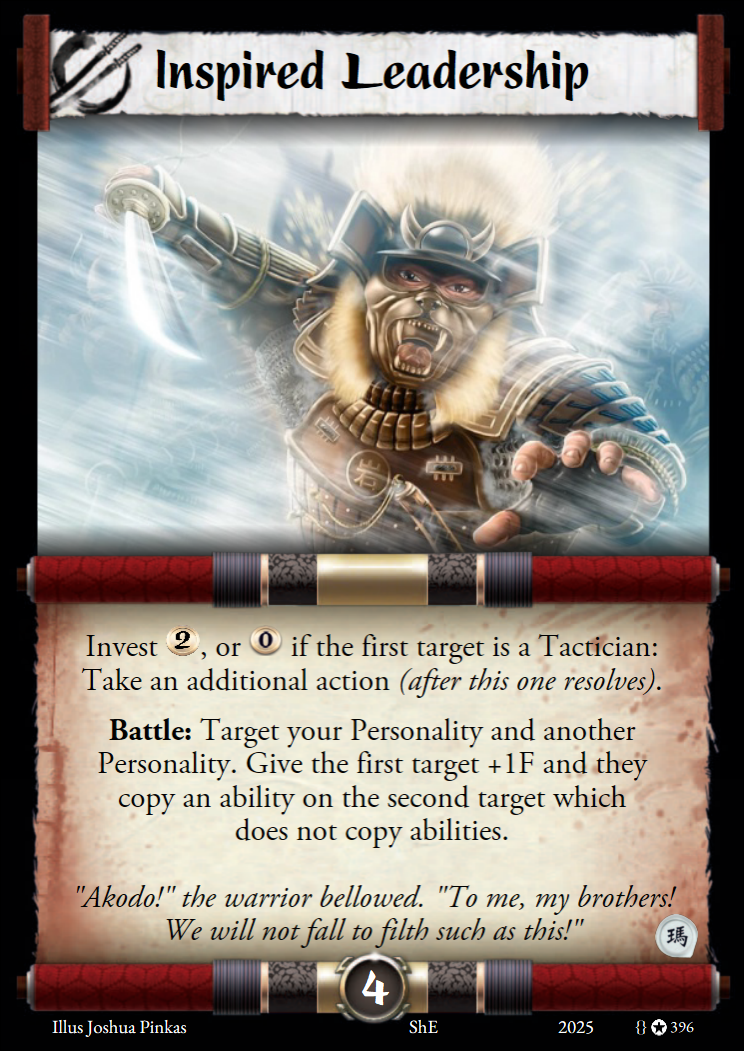 Inspired Leadership
岩
Invest 2, or 0 if the first target is a Tactician:
Take an additional action (after this one resolves).
Battle: Target your Personality and another
Personality. Give the first target +1F and they
copy an ability on the second target which
does not copy abilities.
"Akodo!" the warrior bellowed. "To me, my brothers!
We will not fall to filth such as this!"
瑪
4
Illus Joshua Pinkas ShE 2025 {} ✪ 396